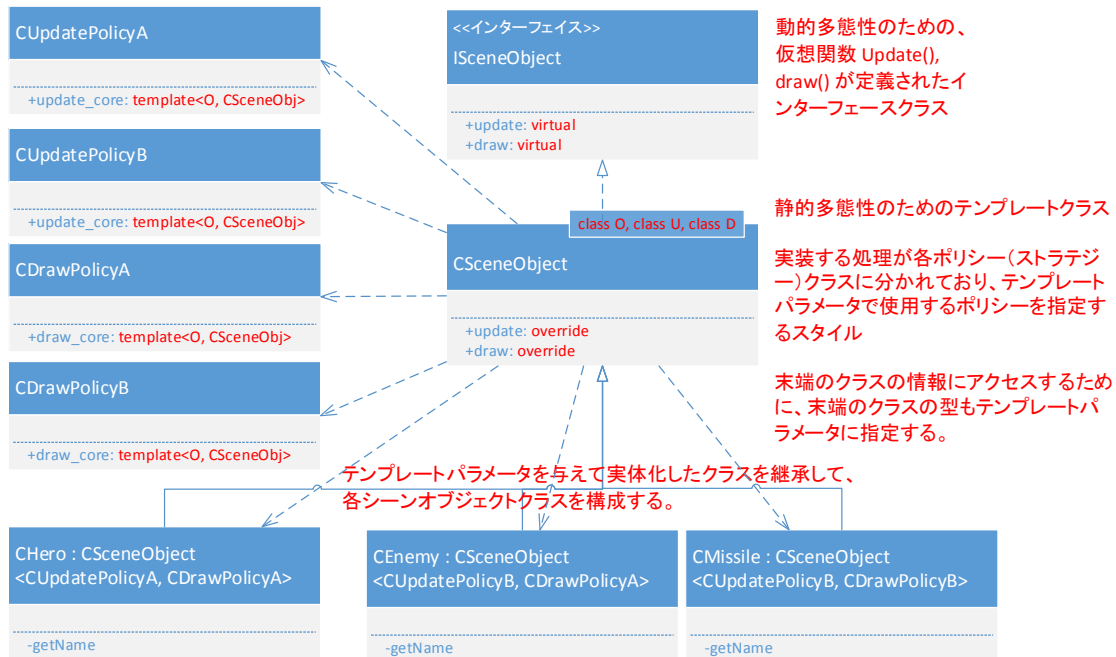 CUpdatePolicyA
+update_core: template<O, CSceneObj>
CUpdatePolicyB
+update_core: template<O, CSceneObj>
CDrawPolicyA
+draw_core: template<O, CSceneObj>
CDrawPolicyB
+draw_core: template<O, CSceneObj>
<<インターフェイス>>
ISceneObject
+update: virtual
+draw: virtual
class O, class U, class D
CSceneObject
+update: override
+draw: override
動的多態性のための、
仮想関数 Update(),
draw() が定義されたイ
ンターフェースクラス
静的多態性のためのテンプレートクラス
実装する処理が各ポリシー(ストラテジ
ー)クラスに分かれており、テンプレート
パラメータで使用するポリシーを指定す
るスタイル
末端のクラスの情報にアクセスするため
に、末端のクラスの型もテンプレートパ
ラメータに指定する。
テンプレートパラメータを与えて実体化したクラスを継承して、
各シーンオブジェクトクラスを構成する。
CHero : CSceneObject
<CUpdatePolicyA, CDrawPolicyA>
-getName
CEnemy : CSceneObject
<CUpdatePolicyB, CDrawPolicyA>
-getName
CMissile : CSceneObject
<CUpdatePolicyB, CDrawPolicyB>
-getName